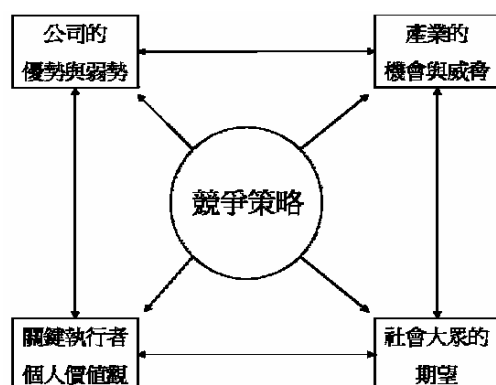 公司的
優勢與弱勢
產業的
機會與威脅
競爭策略
關鍵執行者
個人價值觀
社會大眾的
期望